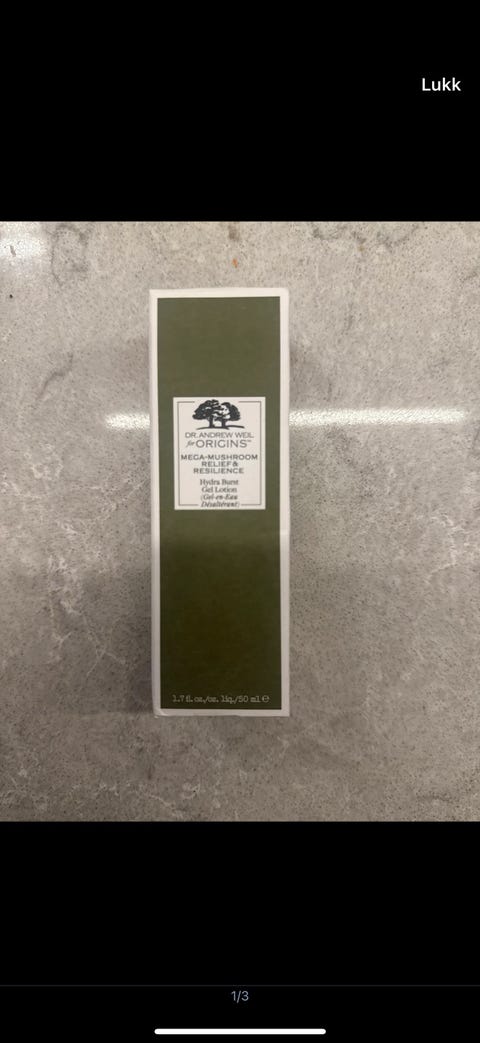 Lukk
DR. ANDREW WEIL
for ORIGINS™
MEGA-MUSHROOM
RELIEF &
RESILIENCE
Hydra Burst
Gel Lotion
(Gel-en-Eau
Désaltérant)
1.7 fl. oz./oz. liq./50 ml ℮
1/3